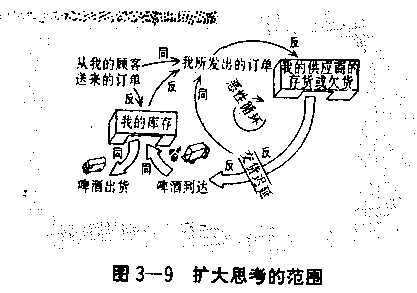 同
反
从我的顾客
送来的订单
我所发出的订单
我的供应商的
存货或欠货
反
反
同
恶性循环
我的库存
同
同
反
反
交货迟延
啤酒出货
啤酒到达
图3—9 扩大思考的范围